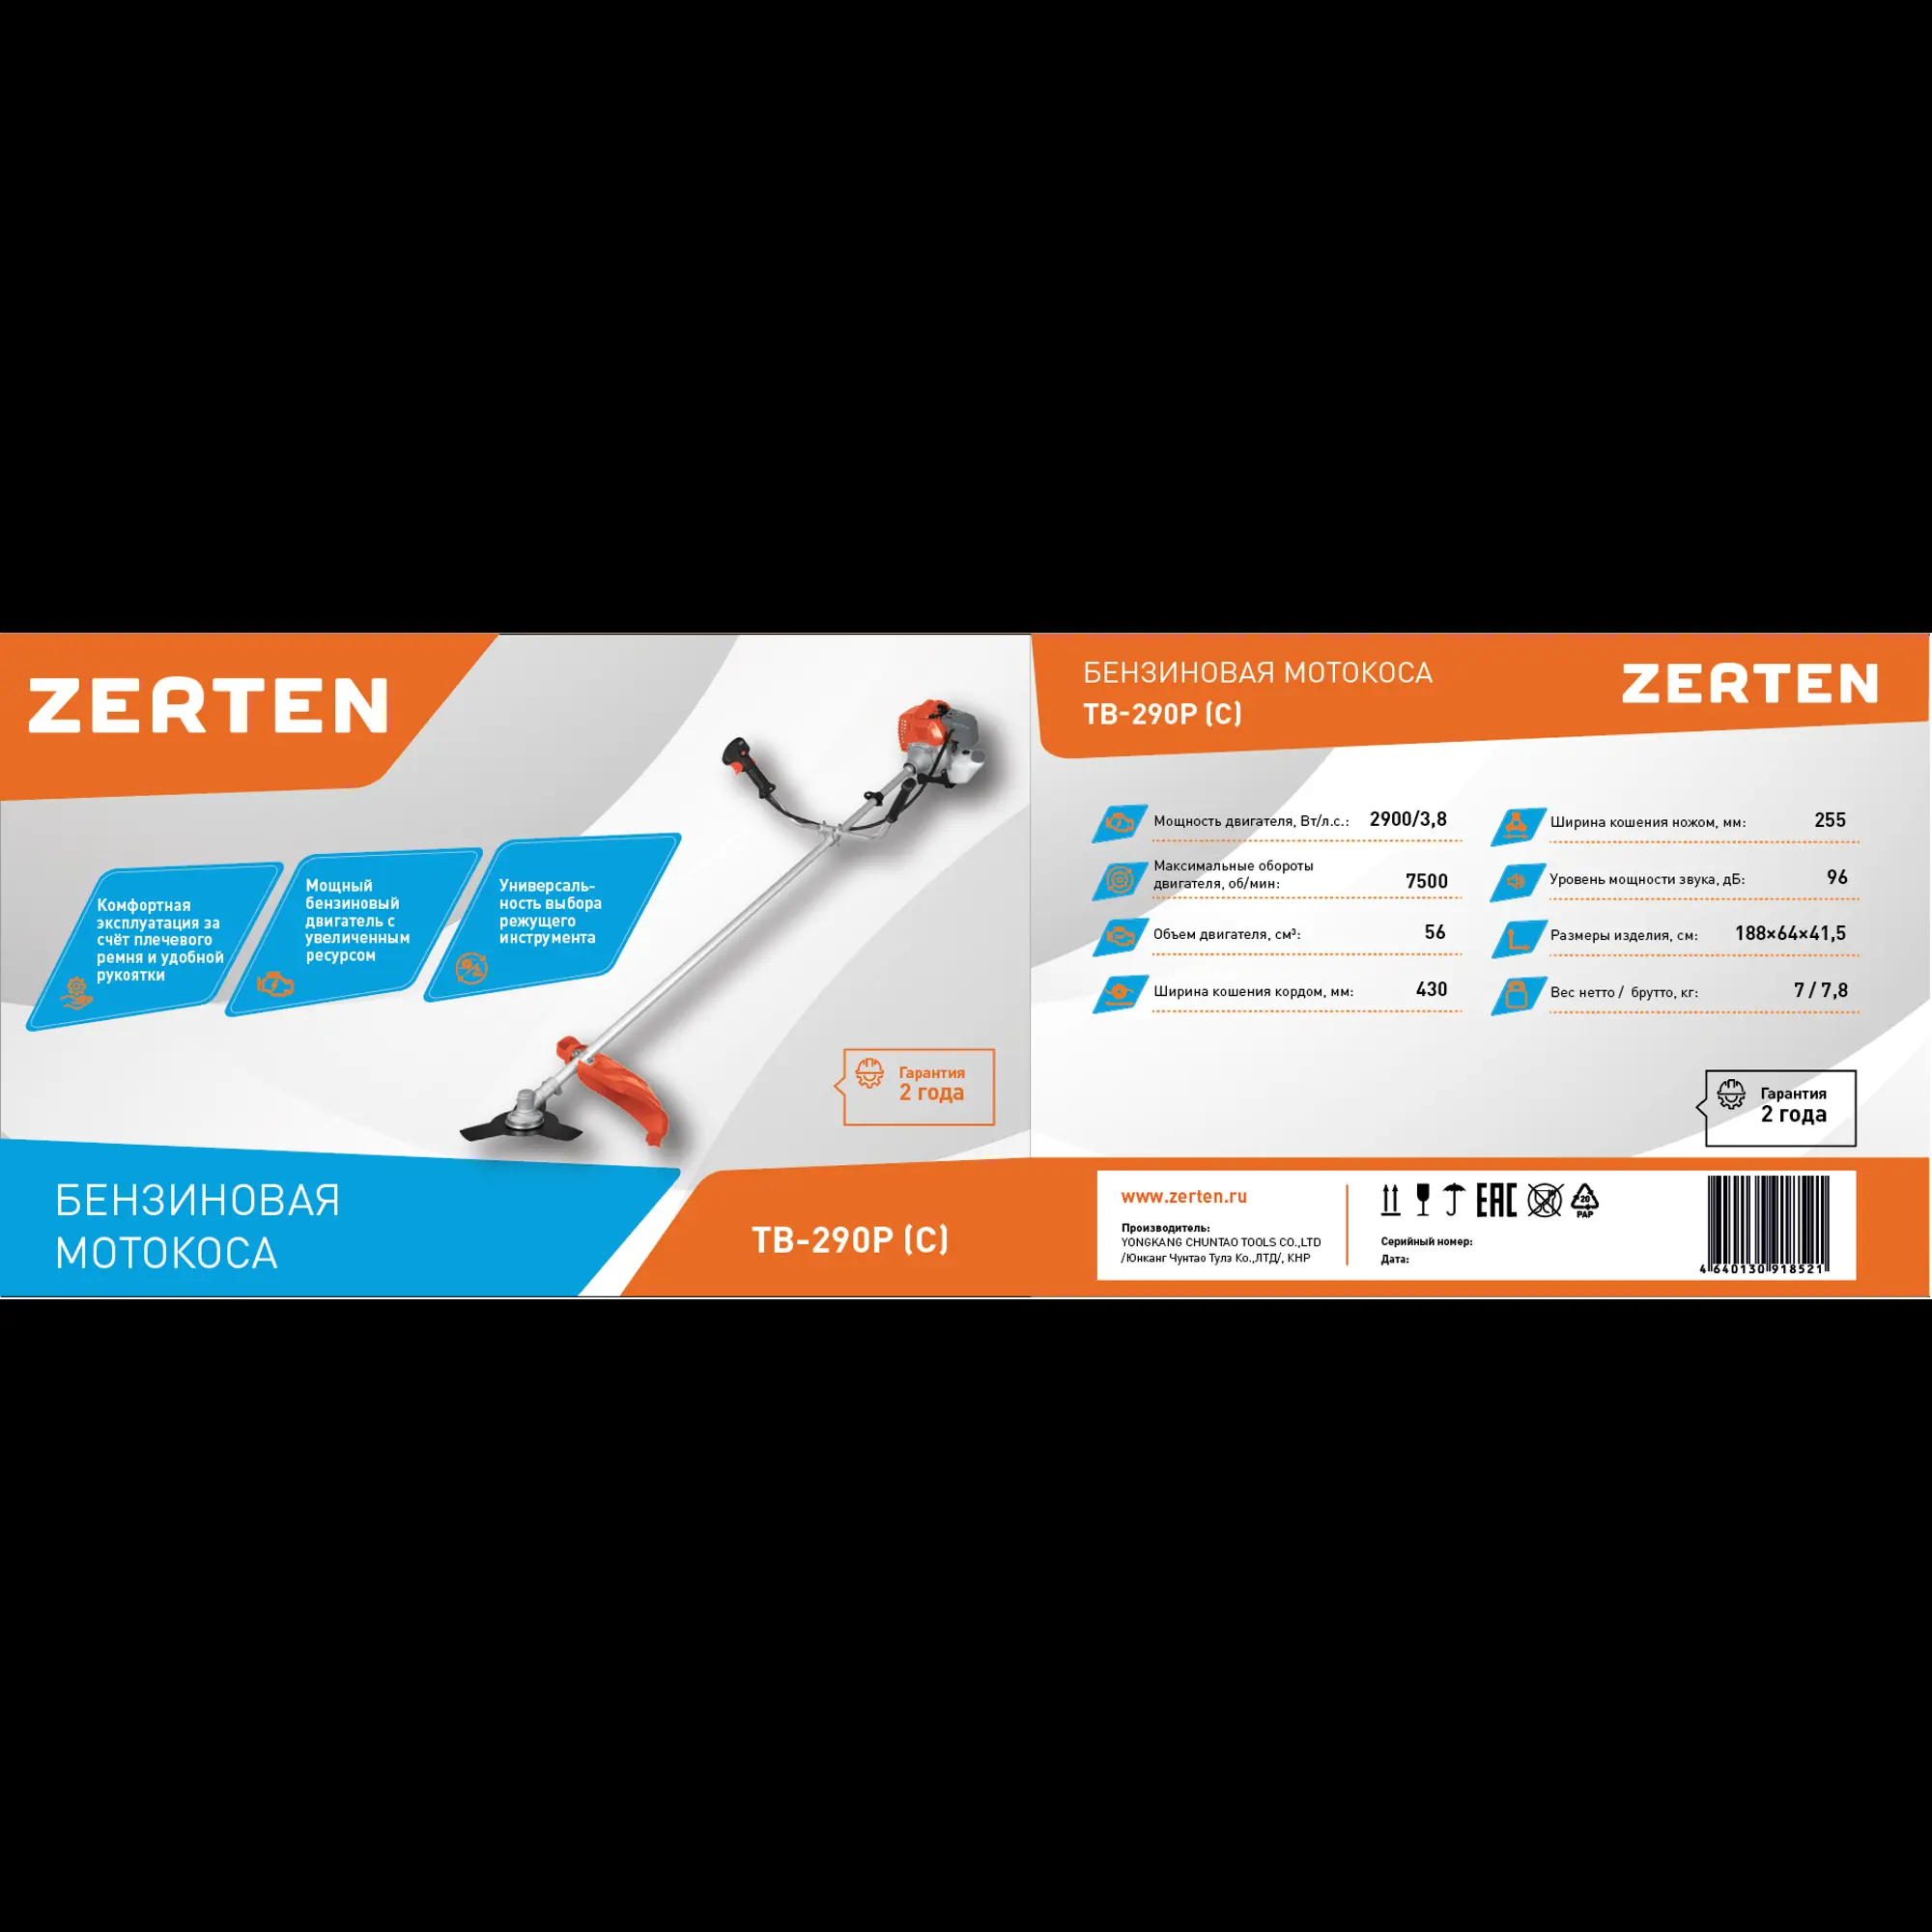 ZERTEN
Комфортная
эксплуатация за
счёт плечевого
ремня и удобной
рукоятки
Мощный
бензиновый
двигатель с
увеличенным
ресурсом
Универсаль-
ность выбора
режущего
инструмента
Гарантия
2 года
БЕНЗИНОВАЯ
МОТОКОСА
ТВ-290Р (С)
БЕНЗИНОВАЯ МОТОКОСА
ТВ-290Р (С)
ZERTEN
Мощность двигателя, Вт/л.с.: 2900/3,8
Максимальные обороты
двигателя, об/мин: 7500
Объем двигателя, см³: 56
Ширина кошения кордом, мм: 430
Ширина кошения ножом, мм: 255
Уровень мощности звука, дБ: 96
Размеры изделия, см: 188×64×41,5
Вес нетто / брутто, кг: 7 / 7,8
Гарантия
2 года
www.zerten.ru
Производитель:
YONGKANG CHUNTAO TOOLS CO.,LTD
/Юнканг Чунтао Тулз Ко.,ЛТД/, КНР
EAC
20
PAP
Серийный номер:
Дата:
4 640130 918521